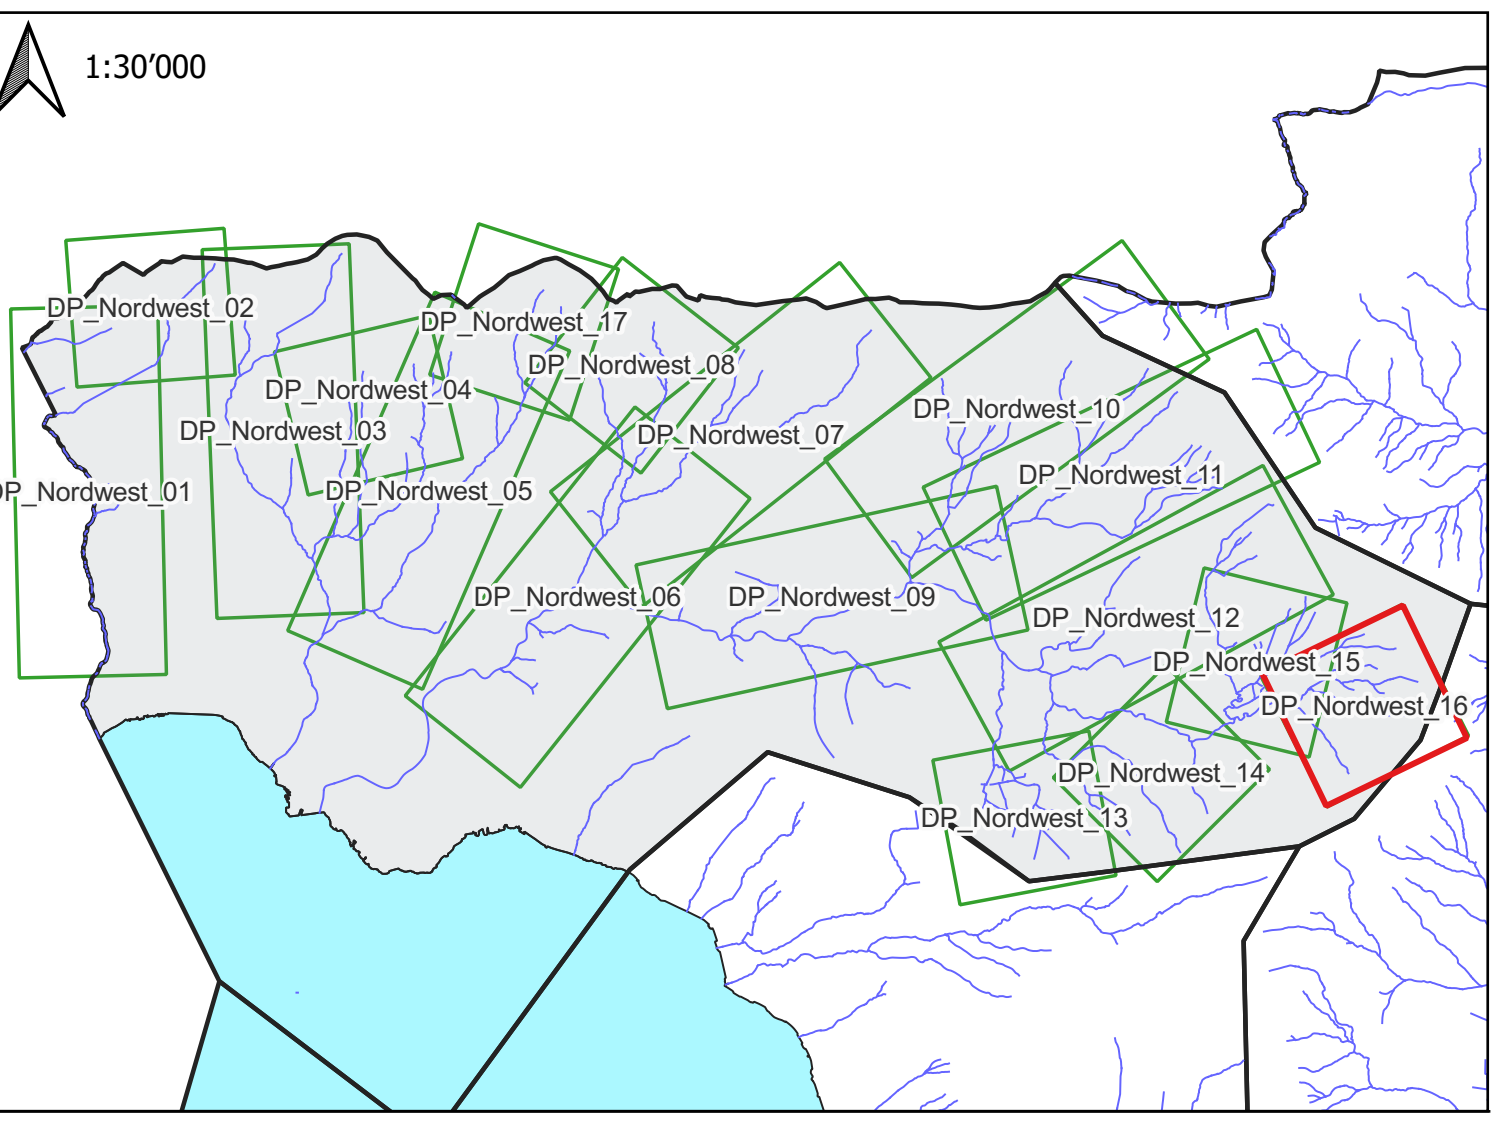 1:30’000
DP_Nordwest_02
DP_Nordwest_17
DP_Nordwest_08
DP_Nordwest_04
DP_Nordwest_10
DP_Nordwest_03
DP_Nordwest_07
DP_Nordwest_11
DP_Nordwest_01
DP_Nordwest_05
DP_Nordwest_06
DP_Nordwest_09
DP_Nordwest_12
DP_Nordwest_15
DP_Nordwest_16
DP_Nordwest_14
DP_Nordwest_13